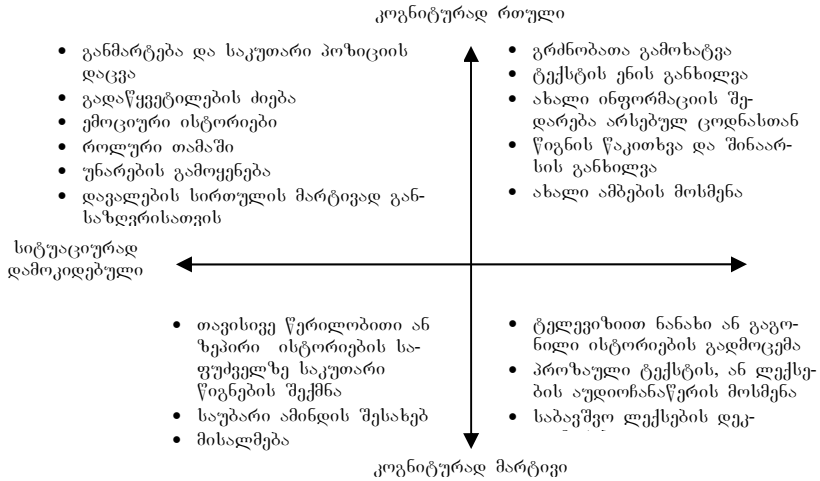 კოგნიტურად რთული
• განმარტება და საკუთარი პოზიციის
დაცვა
• გადაწყვეტილების ძიება
• ემოციური ისტორიები
• როლური თამაში
• უნარების გამოყენება
• დავალების სირთულის მარტივად გან-
საზღვრისათვის
• გრძნობათა გამოხატვა
• ტექსტის ენის განხილვა
• ახალი ინფორმაციის შე-
დარება არსებულ ცოდნასთან
• წიგნის წაკითხვა და შინაარ-
სის განხილვა
• ახალი ამბების მოსმენა
სიტუაციურად
დამოკიდებული
• თავისივე წერილობითი ან
ზეპირი ისტორიების სა-
ფუძველზე საკუთარი
წიგნების შექმნა
• საუბარი ამინდის შესახებ
• მისალმება
• ტელევიზიით ნანახი ან გაგო-
ნილი ისტორიების გადმოცემა
• პროზაული ტექსტის, ან ლექსე-
ბის აუდიოჩანაწერის მოსმენა
• საბავშვო ლექსების დეკ-
კოგნიტურად მარტივი